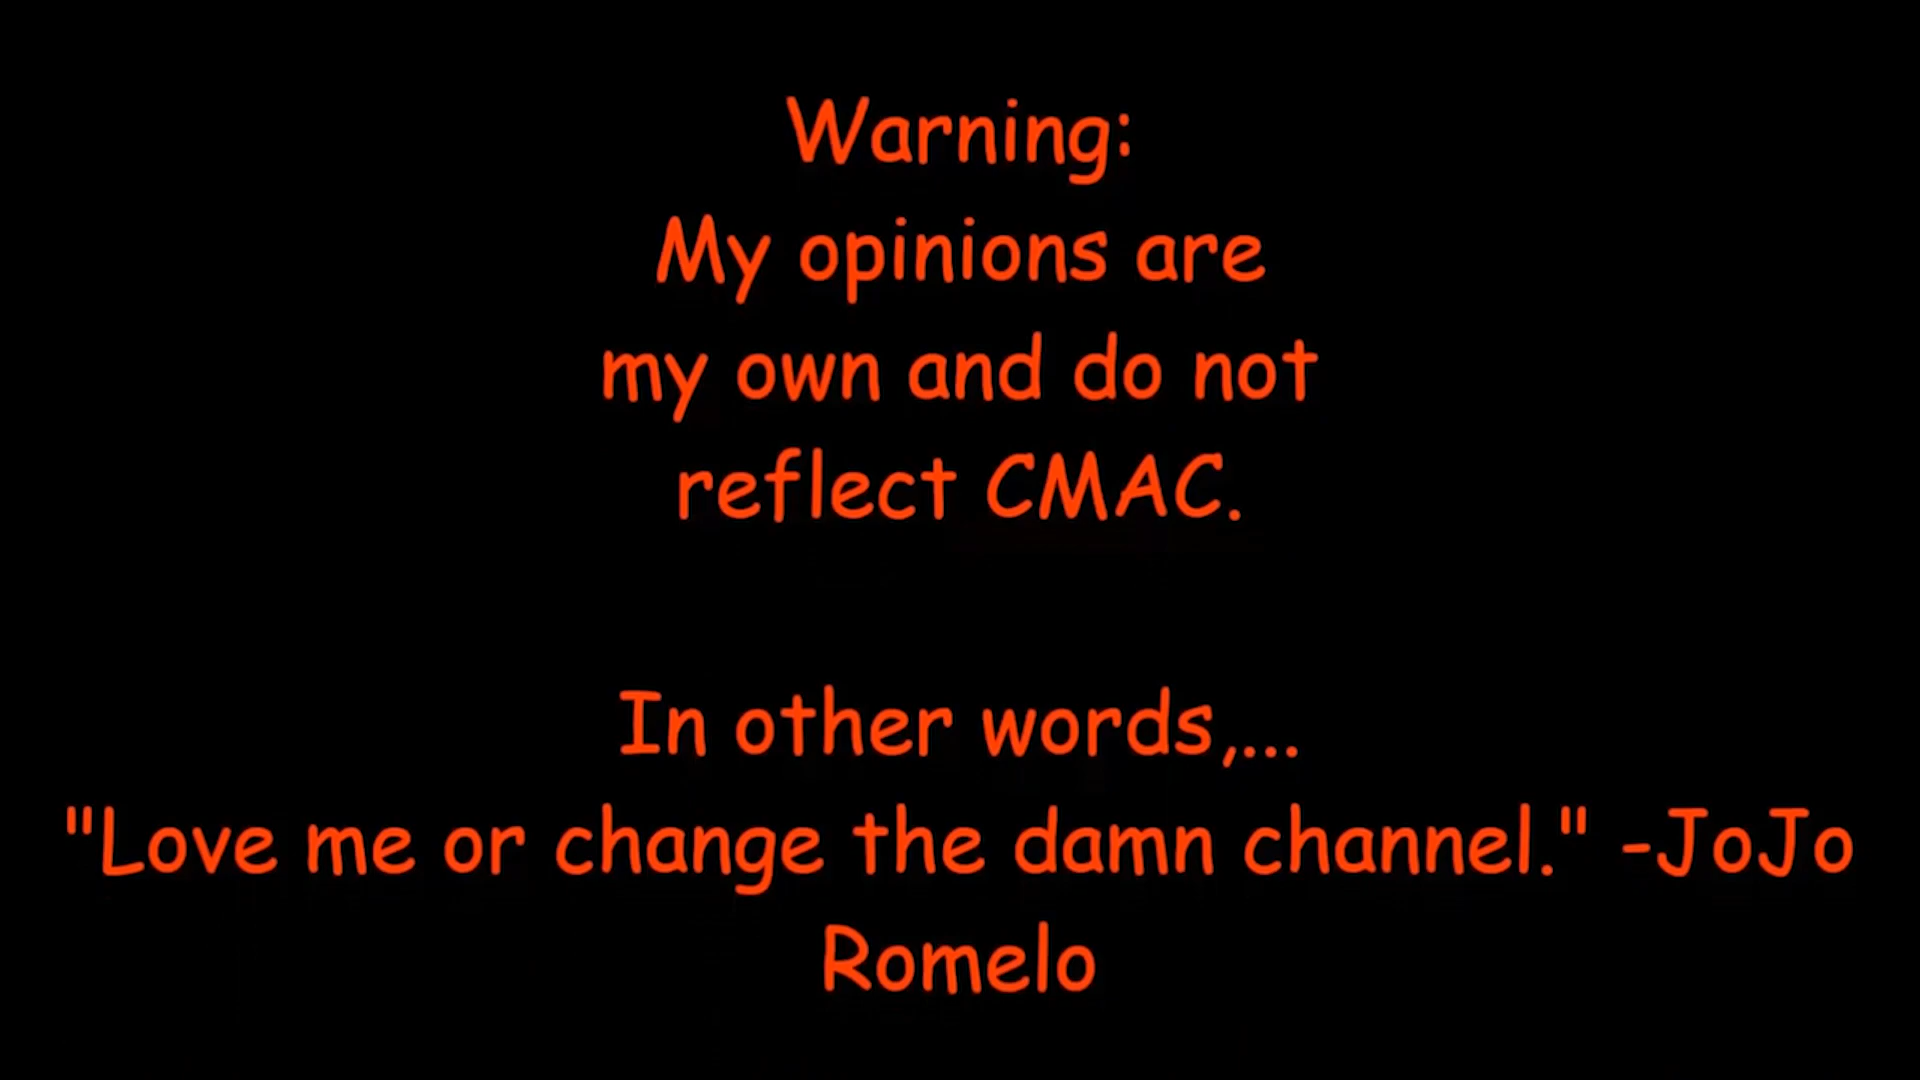 Warning:
My opinions are
my own and do not
reflect CMAC.
In other words,...
"Love me or change the damn channel." -JoJo
Romelo